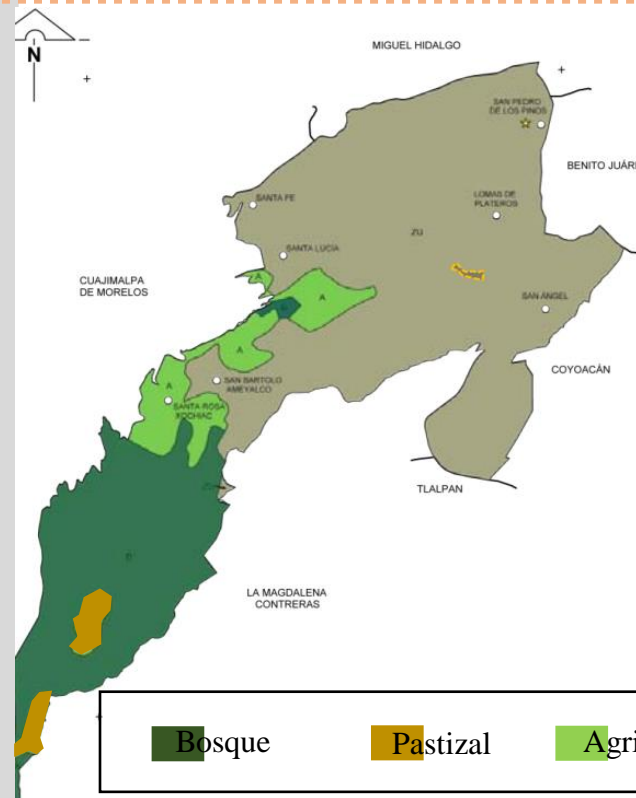 N
MIGUEL HIDALGO
SAN PEDRO
DE LOS PINOS
BENITO JUÁR
SANTA FE
LOMAS DE
PLATEROS
ZU
SANTA LUCÍA
A
A
CUAJIMALPA
DE MORELOS
SAN ÁNGEL
A
COYOACÁN
A
SAN BARTOLO
AMEYALCO
SANTA ROSA
XOCHIAC
TLALPAN
LA MAGDALENA
CONTRERAS
Bosque
Pastizal
Agri